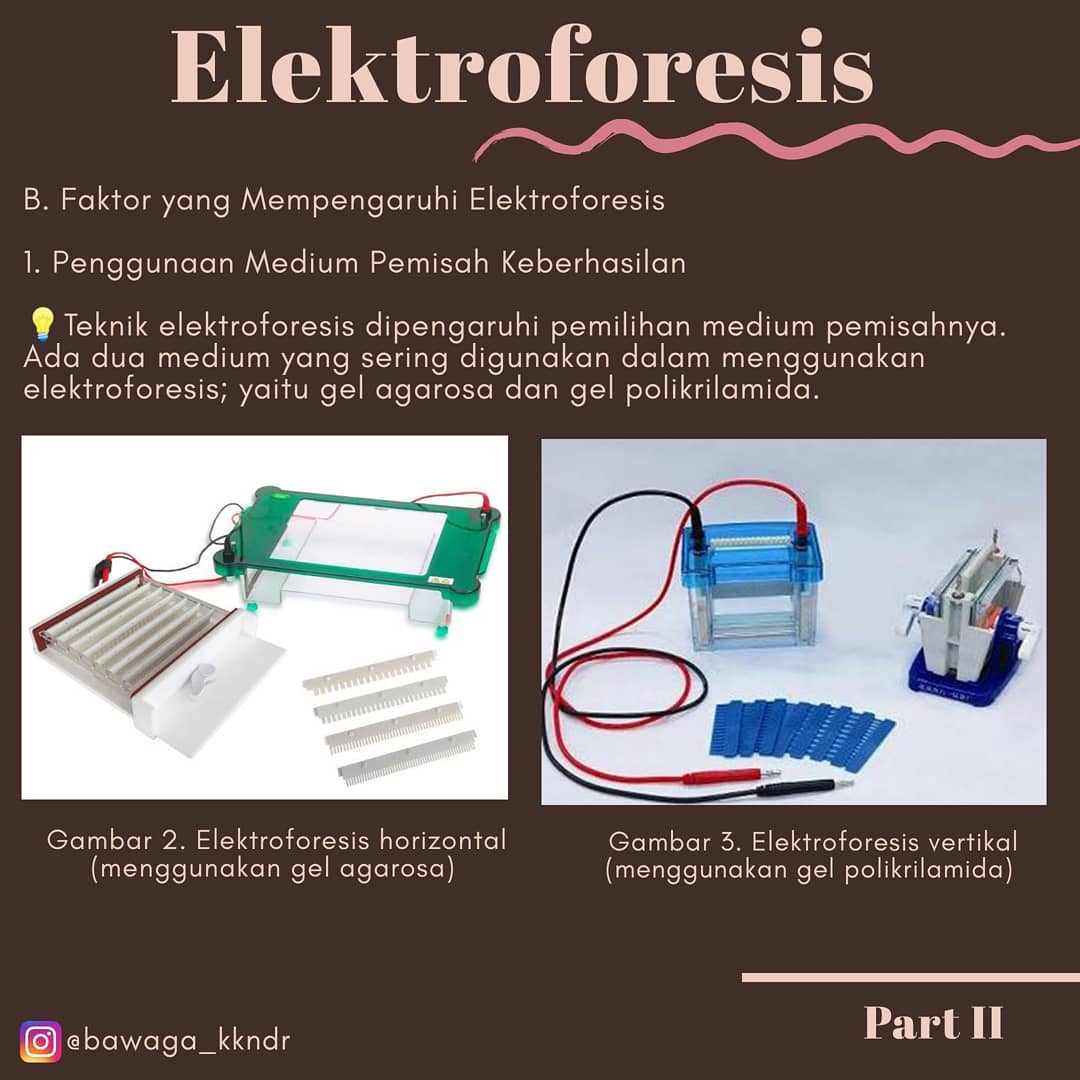 Elektroforesis
B. Faktor yang Mempengaruhi Elektroforesis
1. Penggunaan Medium Pemisah Keberhasilan
💡Teknik elektroforesis dipengaruhi pemilihan medium pemisahnya.
Ada dua medium yang sering digunakan dalam menggunakan
elektroforesis; yaitu gel agarosa dan gel polikrilamida.
Gambar 2. Elektroforesis horizontal
(menggunakan gel agarosa)
Gambar 3. Elektroforesis vertikal
(menggunakan gel polikrilamida)
Part II
@bawaga_kkndr